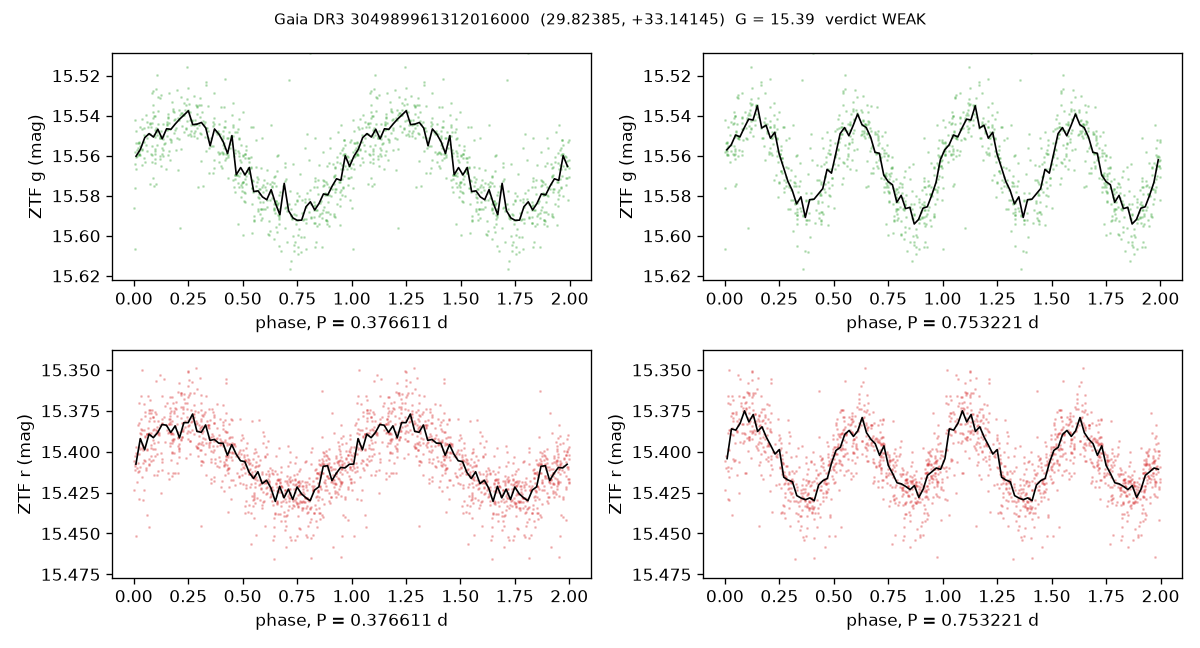 Gaia DR3 304989961312016000  (29.82385, +33.14145)  G = 15.39  verdict WEAK
ZTF g (mag)
15.52
15.54
15.56
15.58
15.60
15.62
0.00 0.25 0.50 0.75 1.00 1.25 1.50 1.75 2.00
phase, P = 0.376611 d
ZTF g (mag)
15.52
15.54
15.56
15.58
15.60
15.62
0.00 0.25 0.50 0.75 1.00 1.25 1.50 1.75 2.00
phase, P = 0.753221 d
ZTF r (mag)
15.350
15.375
15.400
15.425
15.450
15.475
0.00 0.25 0.50 0.75 1.00 1.25 1.50 1.75 2.00
phase, P = 0.376611 d
ZTF r (mag)
15.350
15.375
15.400
15.425
15.450
15.475
0.00 0.25 0.50 0.75 1.00 1.25 1.50 1.75 2.00
phase, P = 0.753221 d